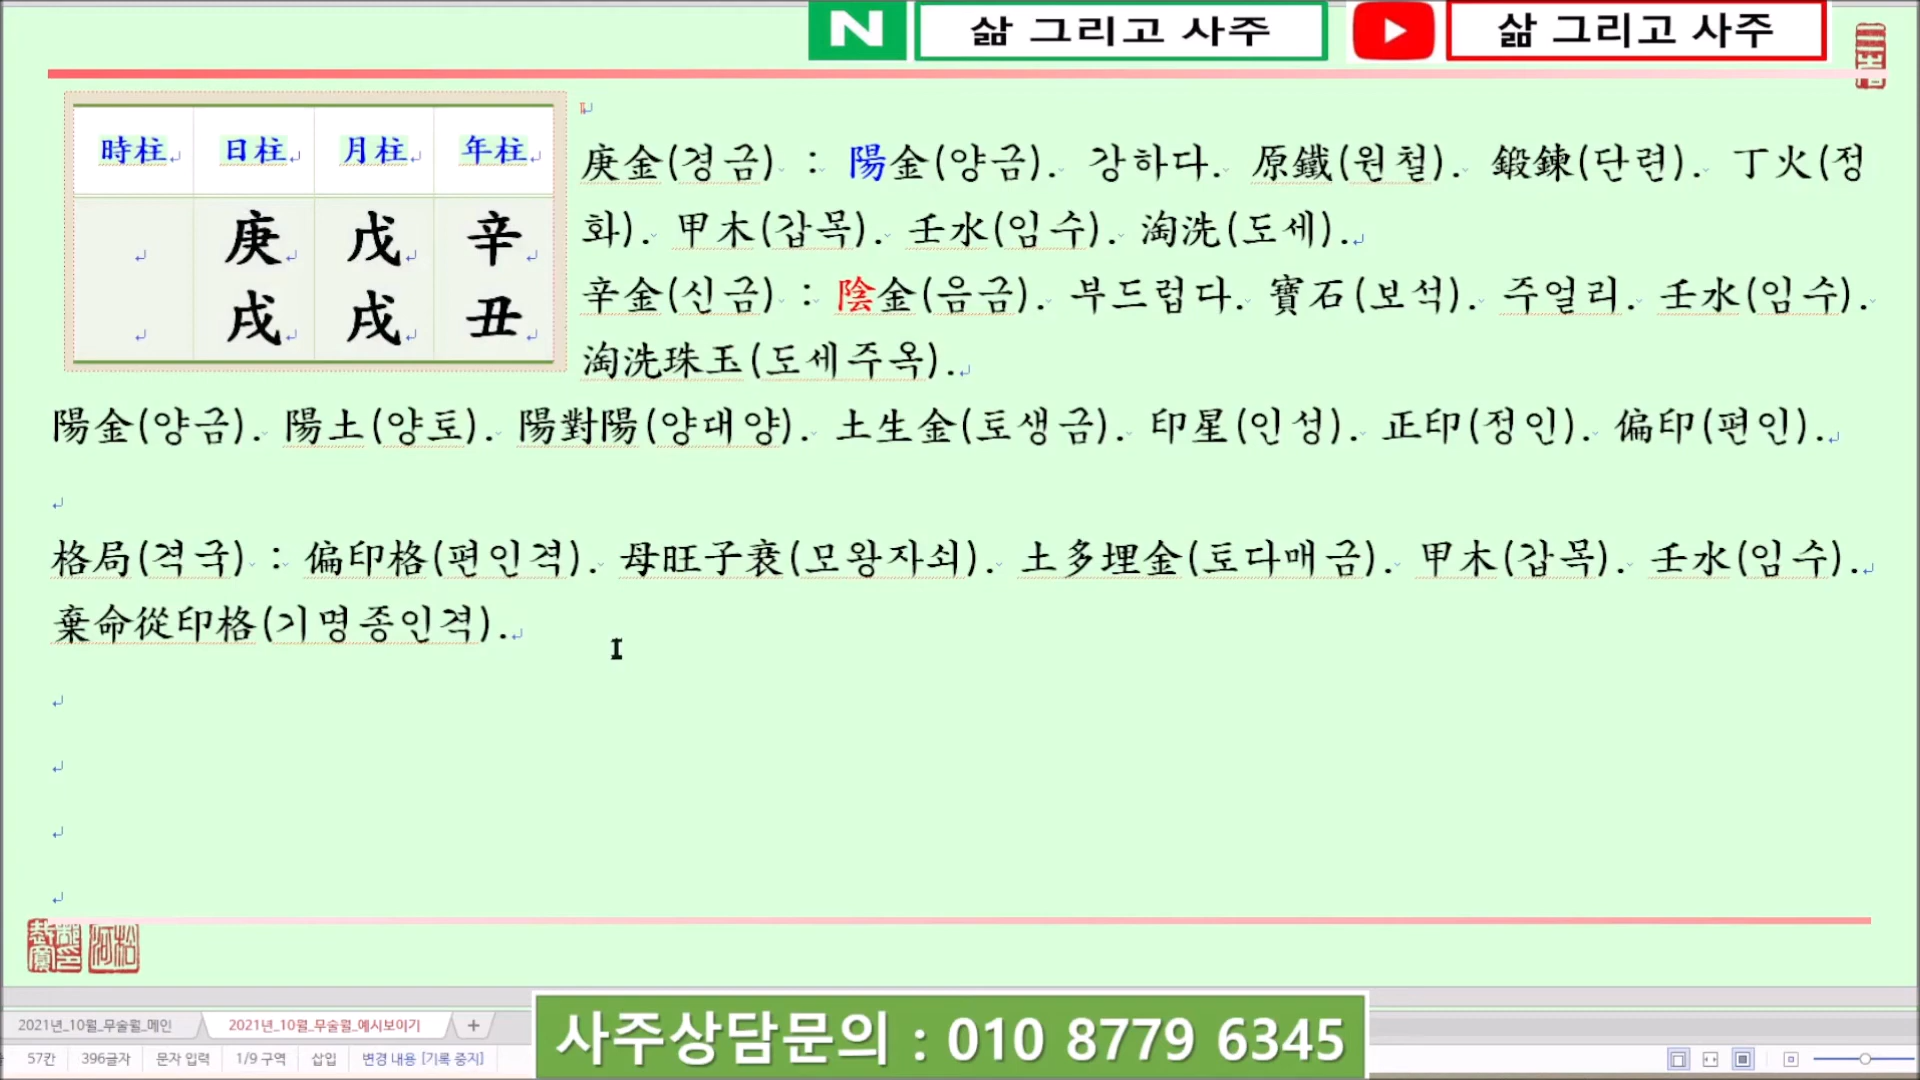 N 삶 그리고 사주 삶 그리고 사주
時柱 日柱 月柱 年柱
庚 戊 辛
戌 戌 丑
庚金(경금) : 陽金(양금). 강하다. 原鐵(원철). 鍛鍊(단련). 丁火(정
화). 甲木(갑목). 壬水(임수). 淘洗(도세).
辛金(신금) : 陰金(음금). 부드럽다. 寶石(보석). 주얼리. 壬水(임수).
淘洗珠玉(도세주옥).
陽金(양금). 陽土(양토). 陽對陽(양대양). 土生金(토생금). 印星(인성). 正印(정인). 偏印(편인).
格局(격국) : 偏印格(편인격). 母旺子衰(모왕자쇠). 土多埋金(토다매금). 甲木(갑목). 壬水(임수).
棄命從印格(기명종인격).
2021년_10월_무술월_메인 2021년_10월_무술월_예시보이기 +
57칸 396글자 문자 입력 1/9 구역 삽입 변경 내용 [기록 중지]
사주상담문의 : 010 8779 6345